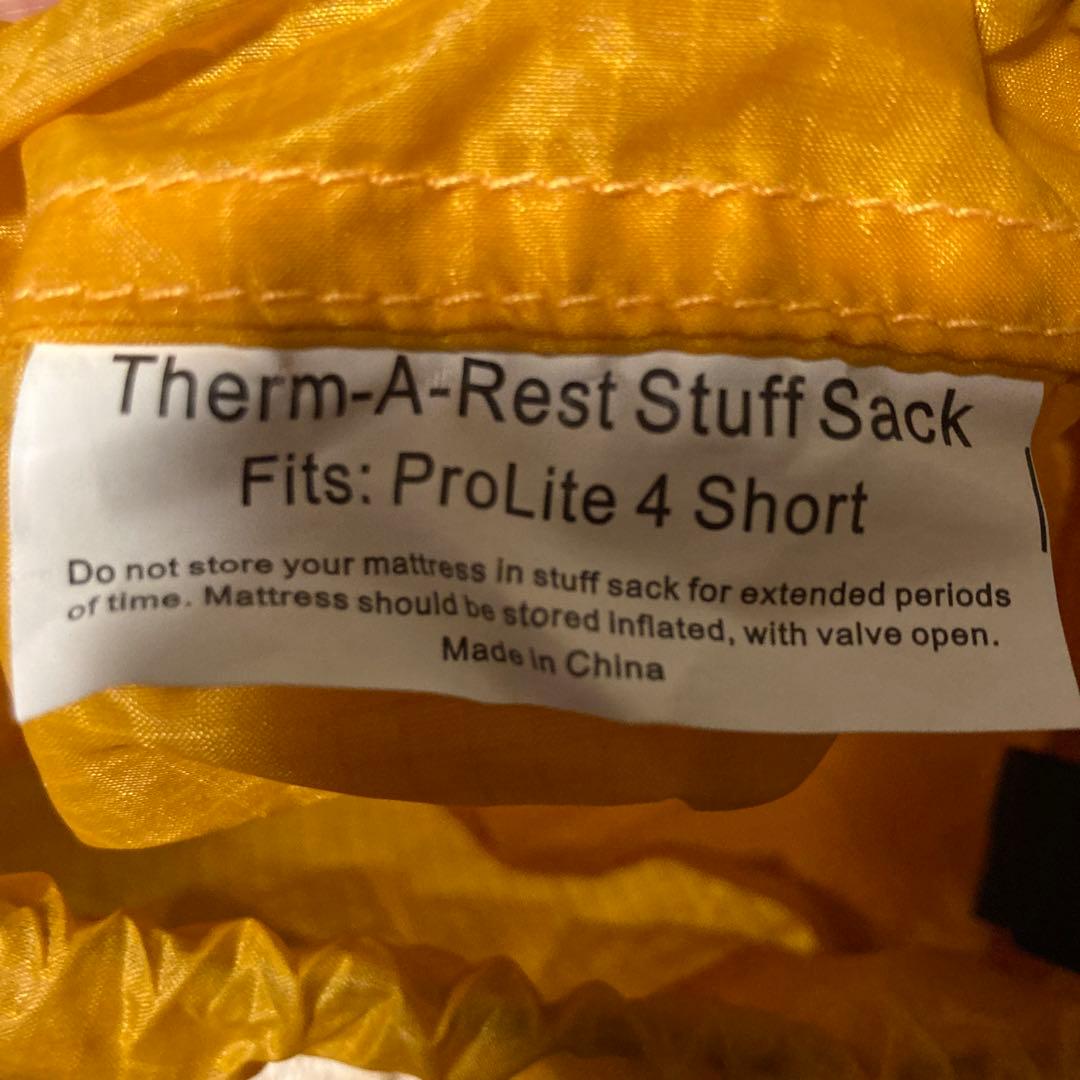 Therm-A-Rest Stuff Sack
Fits: ProLite 4 Short
Do not store your mattress in stuff sack for extended periods
of time. Mattress should be stored inflated, with valve open.
Made in China